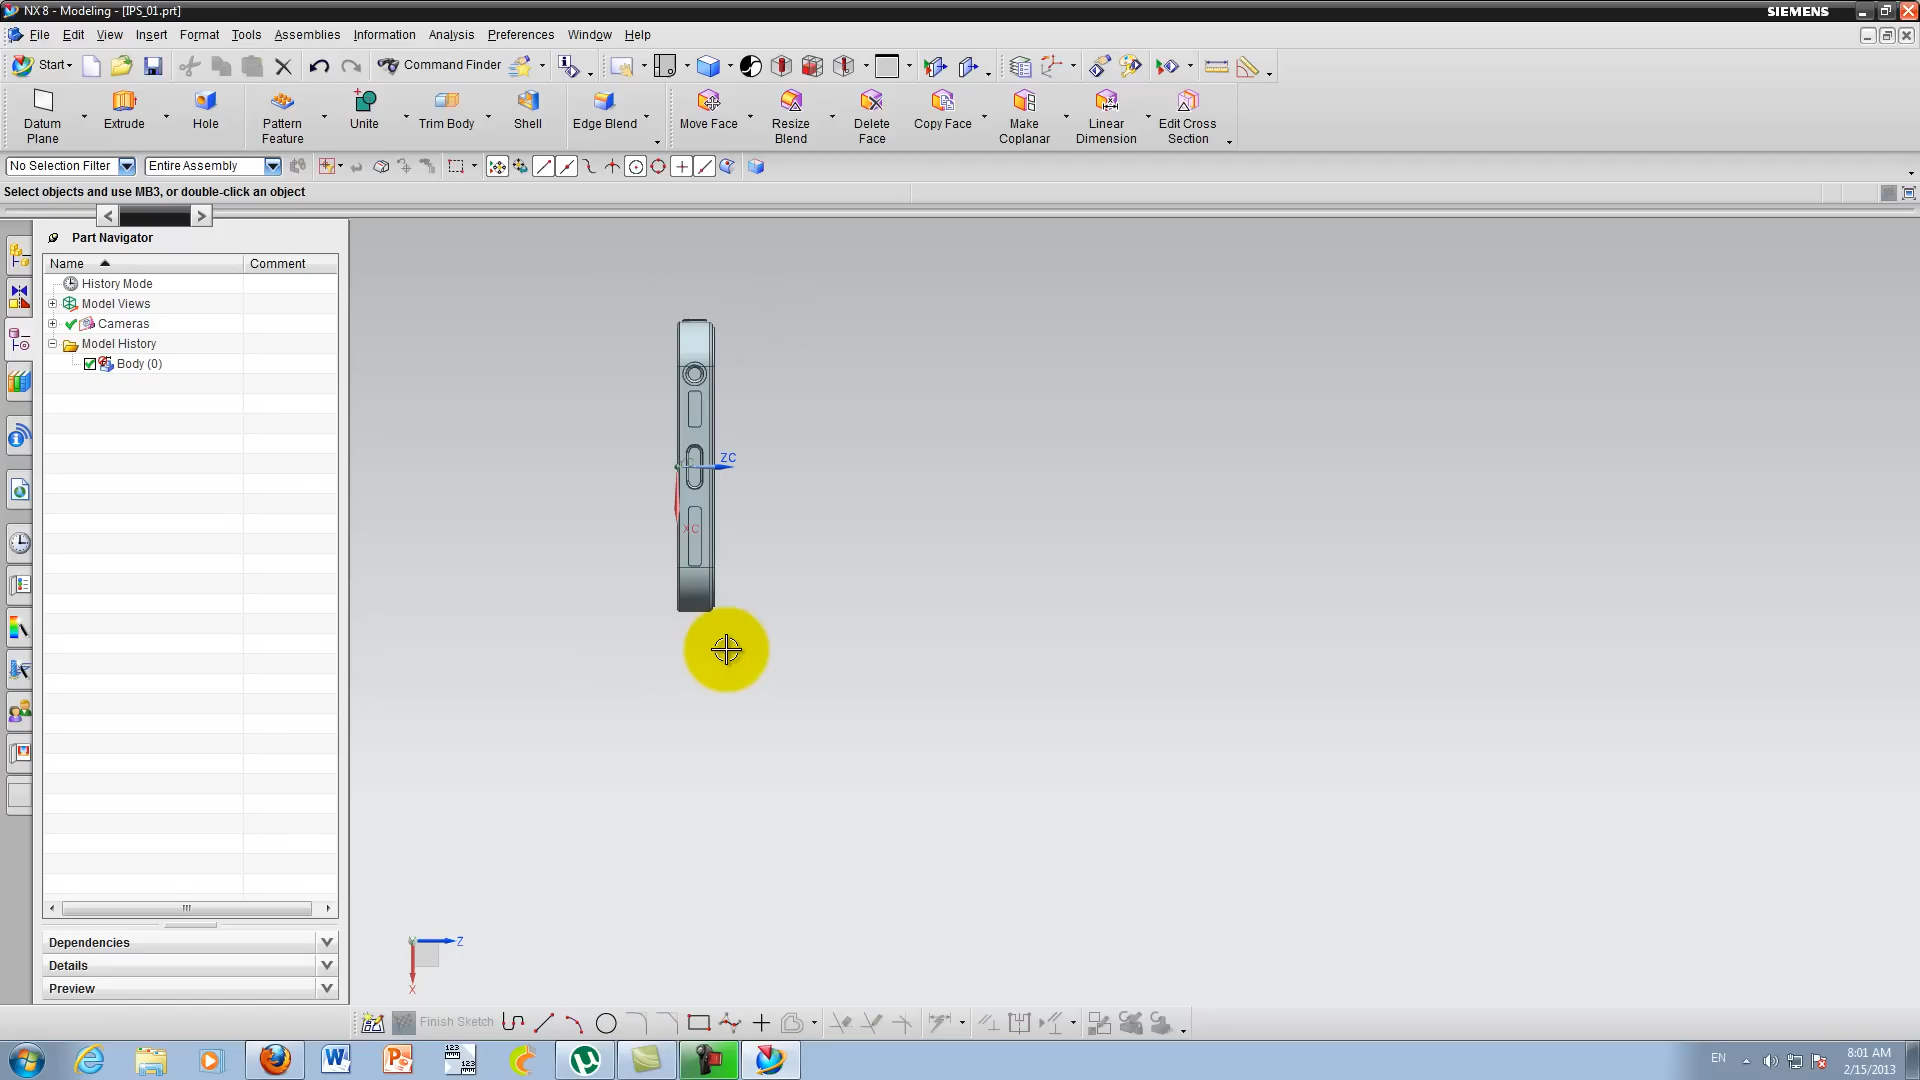 NX 8 - Modeling - [IPS_01.prt]
SIEMENS
File Edit View Insert Format Tools Assemblies Information Analysis Preferences Window Help
Start Command Finder
Datum Plane
Extrude
Hole
Pattern Feature
Unite
Trim Body
Shell
Edge Blend
Move Face
Resize Blend
Delete Face
Copy Face
Make Coplanar
Linear Dimension
Edit Cross Section
No Selection Filter Entire Assembly
Select objects and use MB3, or double-click an object
Part Navigator
Name Comment
History Mode
Model Views
Cameras
Model History
Body (0)
ZC
XC
Dependencies
Details
Preview
Z
Y
X
Finish Sketch
W P 123 123
EN 8:01 AM
2/15/2013